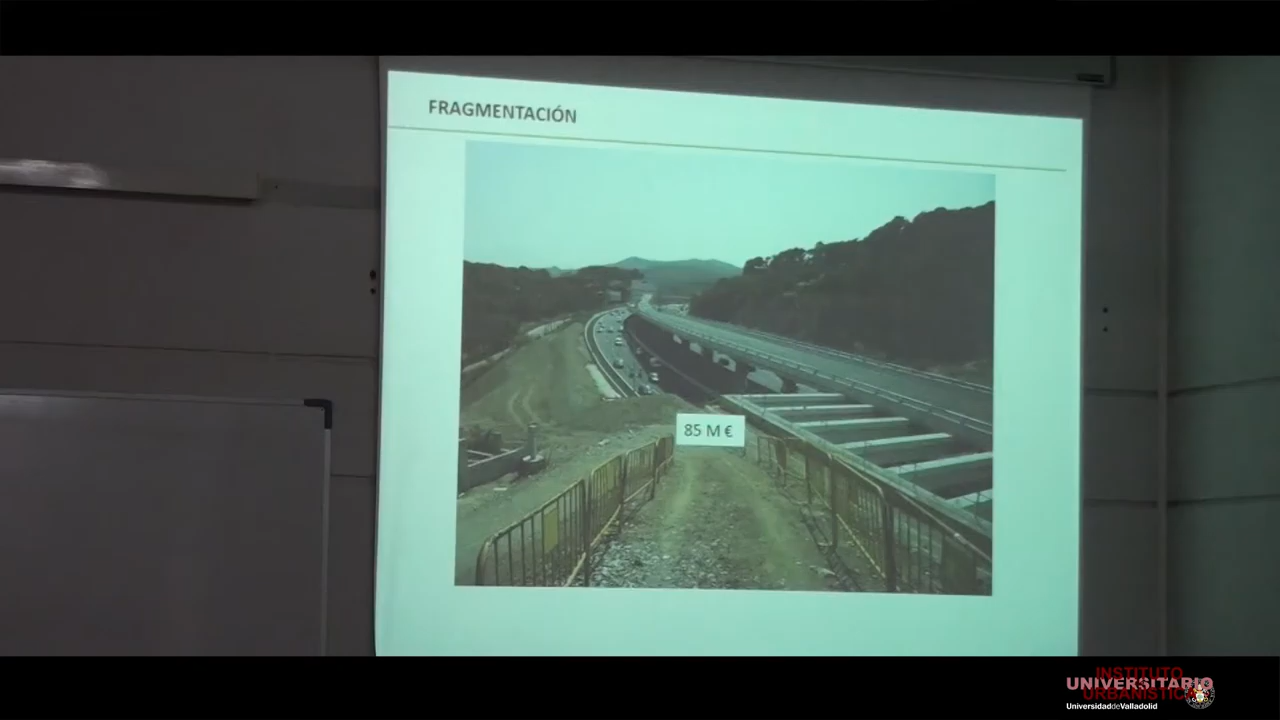 FRAGMENTACIÓN
85 M €
INSTITUTO
UNIVERSITARIO
URBANÍSTICA
UniversidaddeValladolid